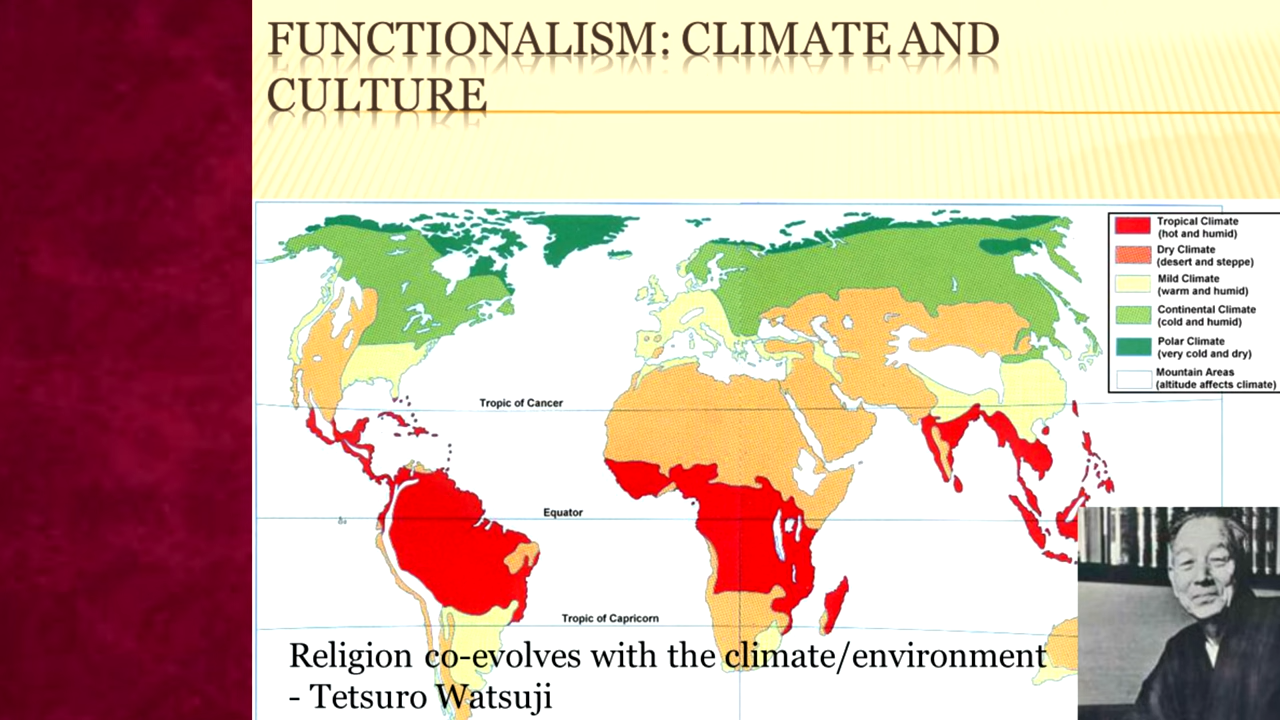 FUNCTIONALISM: CLIMATE AND
CULTURE
Tropical Climate
(hot and humid)
Dry Climate
(desert and steppe)
Mild Climate
(warm and humid)
Continental Climate
(cold and humid)
Polar Climate
(very cold and dry)
Mountain Areas
(altitude affects climate)
Tropic of Cancer
Equator
Tropic of Capricorn
Religion co-evolves with the climate/environment
- Tetsuro Watsuji